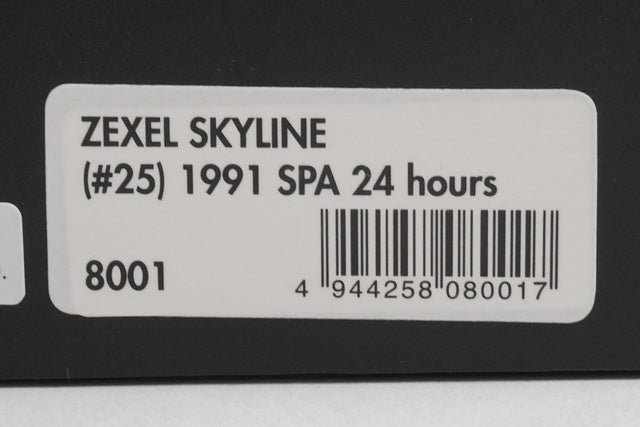 ZEXEL SKYLINE
(#25) 1991 SPA 24 hours
8001
4 944258 080017